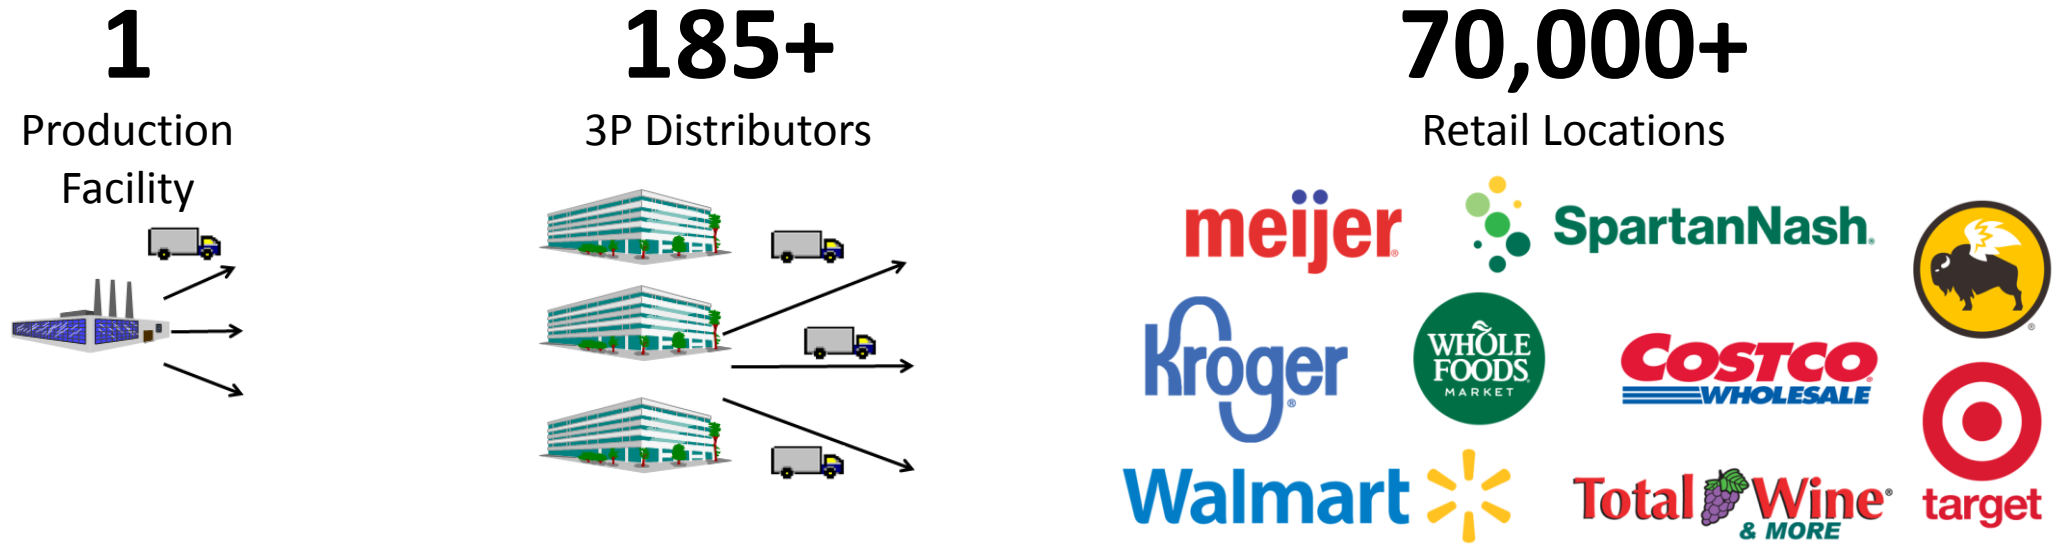 1
Production
Facility
185+
3P Distributors
70,000+
Retail Locations
meijer®
SpartanNash®
Kroger®
WHOLE
FOODS
MARKET
COSTCO®
WHOLESALE
®
target
Walmart
Total Wine®
& MORE